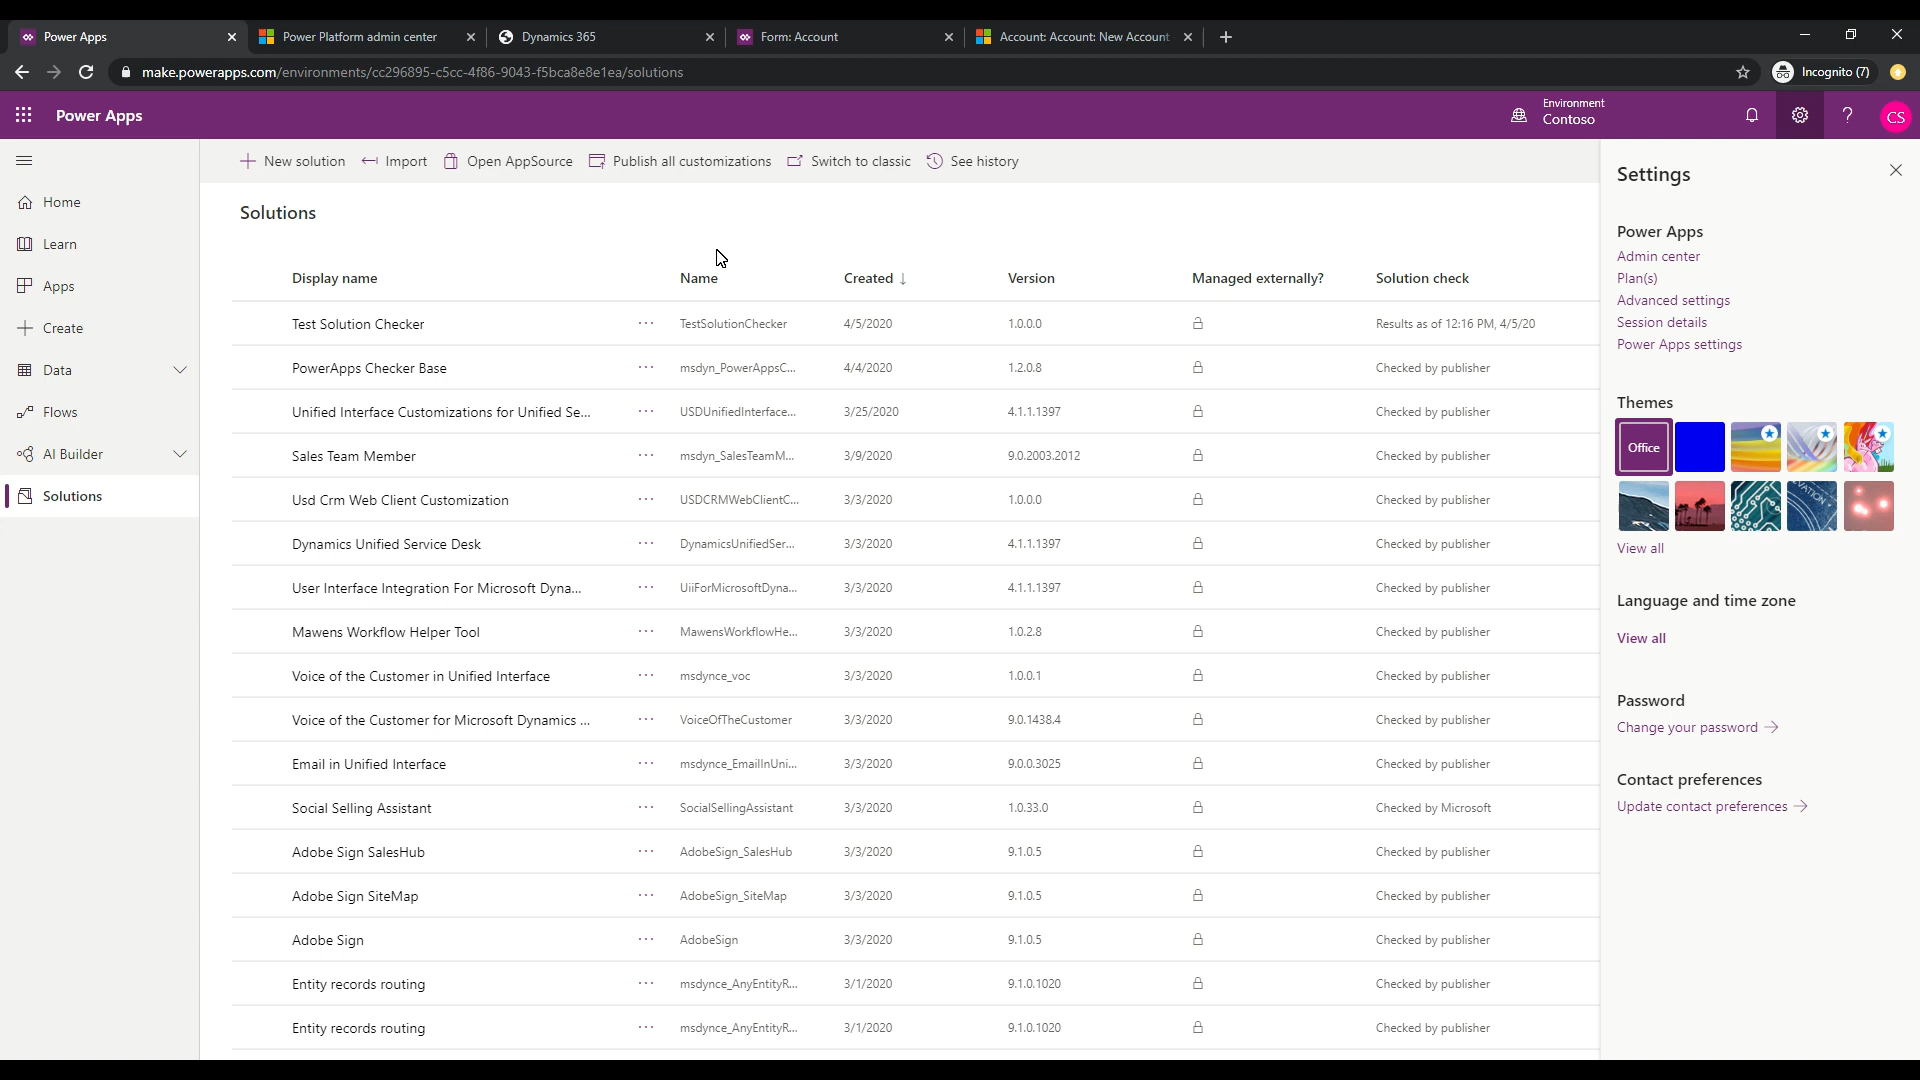 Power Apps
Power Platform admin center
Dynamics 365
Form: Account
Account: Account: New Account
make.powerapps.com/environments/cc296895-c5cc-4f86-9043-f5bca8e8e1ea/solutions
Incognito (7)
Power Apps
Environment
Contoso
CS
Home
Learn
Apps
Create
Data
Flows
AI Builder
Solutions
New solution
Import
Open AppSource
Publish all customizations
Switch to classic
See history
Solutions
Display name Name Created ↓ Version Managed externally? Solution check
Test Solution Checker ··· TestSolutionChecker 4/5/2020 1.0.0.0 Results as of 12:16 PM, 4/5/20
PowerApps Checker Base ··· msdyn_PowerAppsC... 4/4/2020 1.2.0.8 Checked by publisher
Unified Interface Customizations for Unified Se... ··· USDUnifiedInterface... 3/25/2020 4.1.1.1397 Checked by publisher
Sales Team Member ··· msdyn_SalesTeamM... 3/9/2020 9.0.2003.2012 Checked by publisher
Usd Crm Web Client Customization ··· USDCRMWebClientC... 3/3/2020 1.0.0.0 Checked by publisher
Dynamics Unified Service Desk ··· DynamicsUnifiedSer... 3/3/2020 4.1.1.1397 Checked by publisher
User Interface Integration For Microsoft Dyna... ··· UiiForMicrosoftDyna... 3/3/2020 4.1.1.1397 Checked by publisher
Mawens Workflow Helper Tool ··· MawensWorkflowHe... 3/3/2020 1.0.2.8 Checked by publisher
Voice of the Customer in Unified Interface ··· msdynce_voc 3/3/2020 1.0.0.1 Checked by publisher
Voice of the Customer for Microsoft Dynamics ... ··· VoiceOfTheCustomer 3/3/2020 9.0.1438.4 Checked by publisher
Email in Unified Interface ··· msdynce_EmailInUni... 3/3/2020 9.0.0.3025 Checked by publisher
Social Selling Assistant ··· SocialSellingAssistant 3/3/2020 1.0.33.0 Checked by Microsoft
Adobe Sign SalesHub ··· AdobeSign_SalesHub 3/3/2020 9.1.0.5 Checked by publisher
Adobe Sign SiteMap ··· AdobeSign_SiteMap 3/3/2020 9.1.0.5 Checked by publisher
Adobe Sign ··· AdobeSign 3/3/2020 9.1.0.5 Checked by publisher
Entity records routing ··· msdynce_AnyEntityR... 3/1/2020 9.1.0.1020 Checked by publisher
Entity records routing ··· msdynce_AnyEntityR... 3/1/2020 9.1.0.1020 Checked by publisher
Settings
Power Apps
Admin center
Plan(s)
Advanced settings
Session details
Power Apps settings
Themes
Office
View all
Language and time zone
View all
Password
Change your password →
Contact preferences
Update contact preferences →